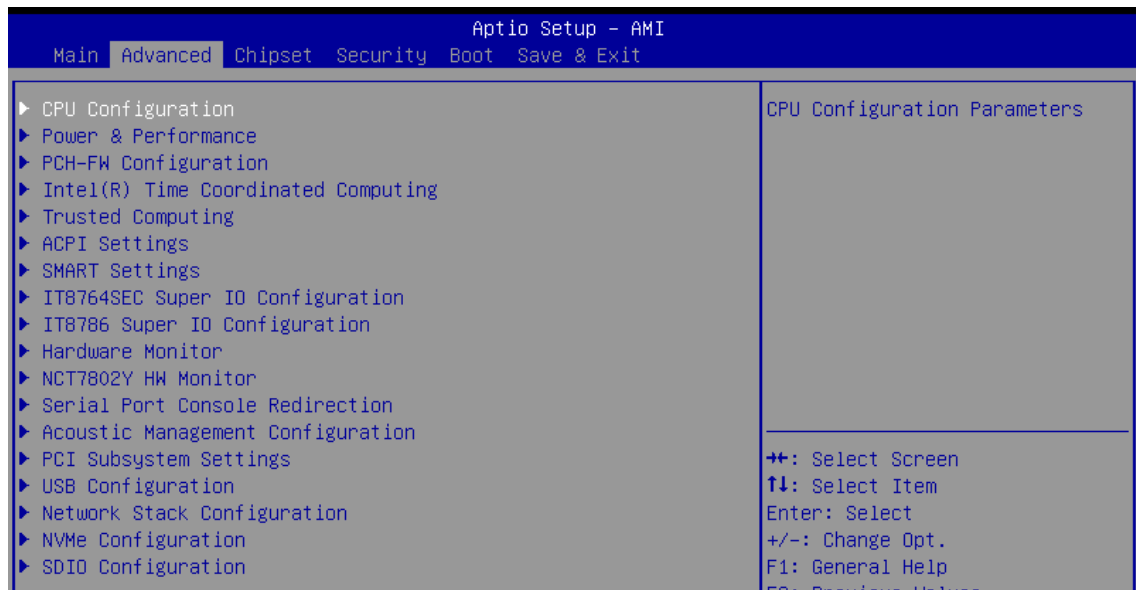 Aptio Setup – AMI
Main Advanced Chipset Security Boot Save & Exit
▶ CPU Configuration
▶ Power & Performance
▶ PCH-FW Configuration
▶ Intel(R) Time Coordinated Computing
▶ Trusted Computing
▶ ACPI Settings
▶ SMART Settings
▶ IT8764SEC Super IO Configuration
▶ IT8786 Super IO Configuration
▶ Hardware Monitor
▶ NCT7802Y HW Monitor
▶ Serial Port Console Redirection
▶ Acoustic Management Configuration
▶ PCI Subsystem Settings
▶ USB Configuration
▶ Network Stack Configuration
▶ NVMe Configuration
▶ SDIO Configuration
CPU Configuration Parameters
→←: Select Screen
↑↓: Select Item
Enter: Select
+/-: Change Opt.
F1: General Help